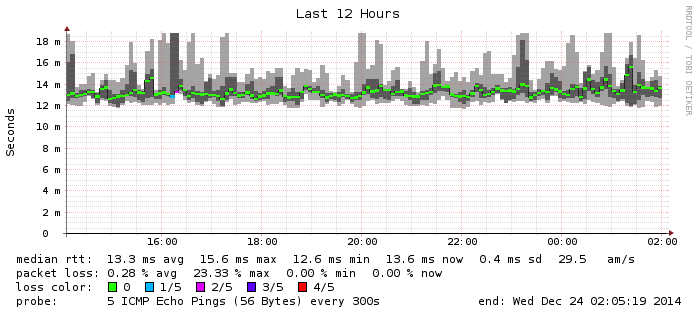 Last 12 Hours
RRDTOOL / TOBI OETIKER
Seconds
18 m
16 m
14 m
12 m
10 m
8 m
6 m
4 m
2 m
0
16:00 18:00 20:00 22:00 00:00 02:00
median rtt: 13.3 ms avg 15.6 ms max 12.6 ms min 13.6 ms now 0.4 ms sd 29.5 am/s
packet loss: 0.28 % avg 23.33 % max 0.00 % min 0.00 % now
loss color: 0 1/5 2/5 3/5 4/5
probe: 5 ICMP Echo Pings (56 Bytes) every 300s end: Wed Dec 24 02:05:19 2014